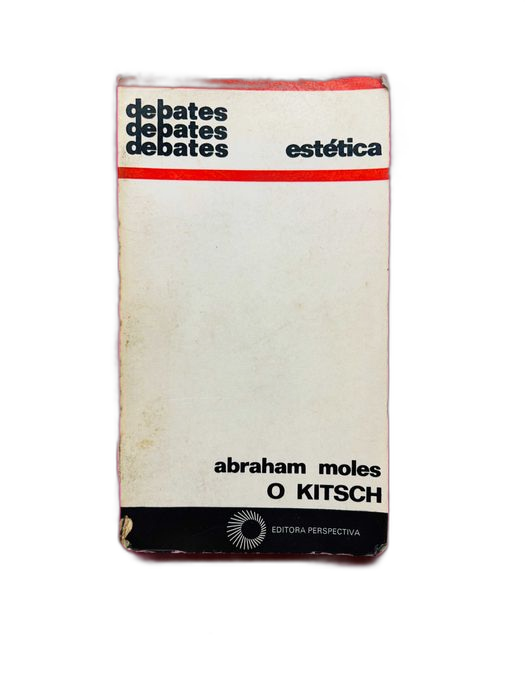 debates
debates
debates estética
abraham moles
O KITSCH
EDITORA PERSPECTIVA